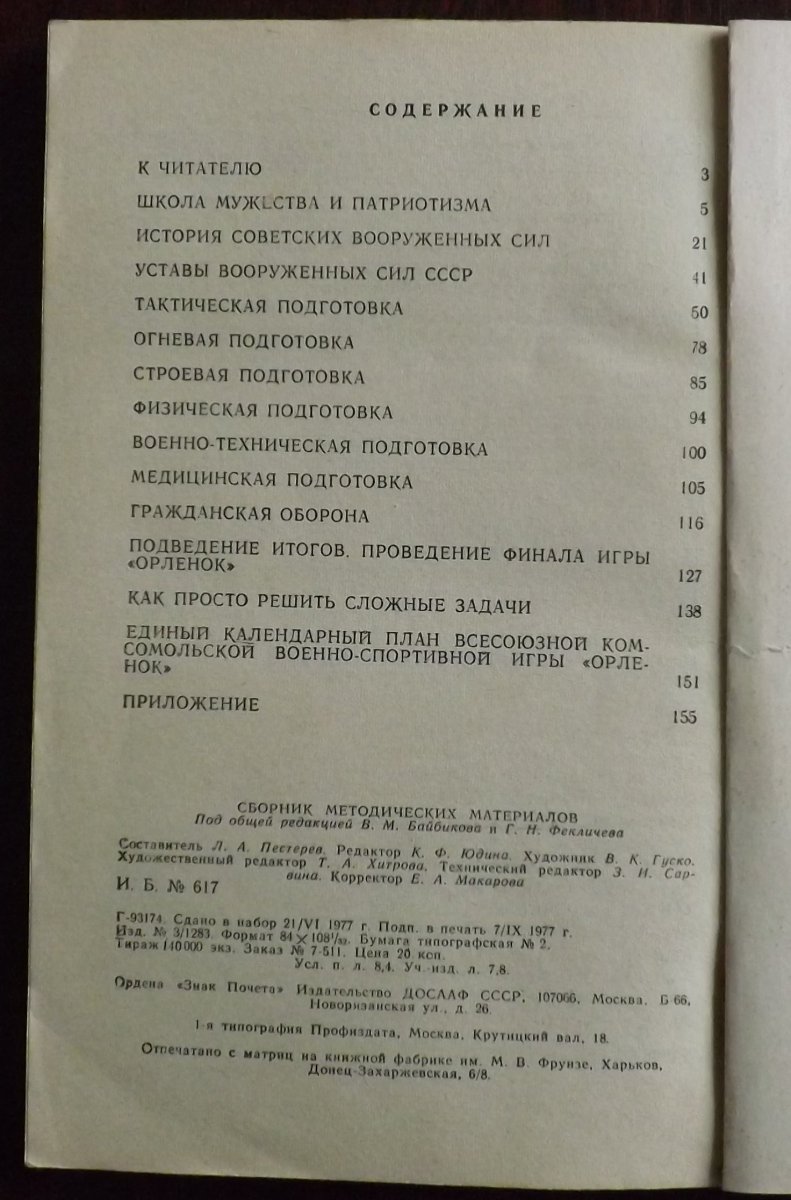 СОДЕРЖАНИЕ
К ЧИТАТЕЛЮ 3
ШКОЛА МУЖЕСТВА И ПАТРИОТИЗМА 5
ИСТОРИЯ СОВЕТСКИХ ВООРУЖЕННЫХ СИЛ 21
УСТАВЫ ВООРУЖЕННЫХ СИЛ СССР 41
ТАКТИЧЕСКАЯ ПОДГОТОВКА 50
ОГНЕВАЯ ПОДГОТОВКА 78
СТРОЕВАЯ ПОДГОТОВКА 85
ФИЗИЧЕСКАЯ ПОДГОТОВКА 94
ВОЕННО-ТЕХНИЧЕСКАЯ ПОДГОТОВКА 100
МЕДИЦИНСКАЯ ПОДГОТОВКА 105
ГРАЖДАНСКАЯ ОБОРОНА 116
ПОДВЕДЕНИЕ ИТОГОВ. ПРОВЕДЕНИЕ ФИНАЛА ИГРЫ
«ОРЛЕНОК» 127
КАК ПРОСТО РЕШИТЬ СЛОЖНЫЕ ЗАДАЧИ 138
ЕДИНЫЙ КАЛЕНДАРНЫЙ ПЛАН ВСЕСОЮЗНОЙ КОМ-
СОМОЛЬСКОЙ ВОЕННО-СПОРТИВНОЙ ИГРЫ «ОРЛЕ-
НОК» 151
ПРИЛОЖЕНИЕ 155
СБОРНИК МЕТОДИЧЕСКИХ МАТЕРИАЛОВ
Под общей редакцией В. М. Байбикова и Г. Н. Фекличева
Составитель Л. А. Пестерев. Редактор К. Ф. Юдина. Художник В. К. Гуско.
Художественный редактор Т. А. Хитрова. Технический редактор З. И. Сар-
вина. Корректор Е. А. Макарова
И. Б. № 617
Г-93174. Сдано в набор 21/VI 1977 г. Подп. в печать 7/IX 1977 г.
Изд. № 3/1283. Формат 84×108¹/₃₂. Бумага типографская № 2.
Тираж 140 000 экз. Заказ № 7-511. Цена 20 коп.
Усл. п. л. 8,4. Уч.-изд. л. 7,8.
Ордена «Знак Почета» Издательство ДОСААФ СССР, 107066, Москва, Б-66,
Новорязанская ул., д. 26.
1-я типография Профиздата, Москва, Крутицкий вал, 18.
Отпечатано с матриц на книжной фабрике им. М. В. Фрунзе, Харьков,
Донец-Захаржевская, 6/8.